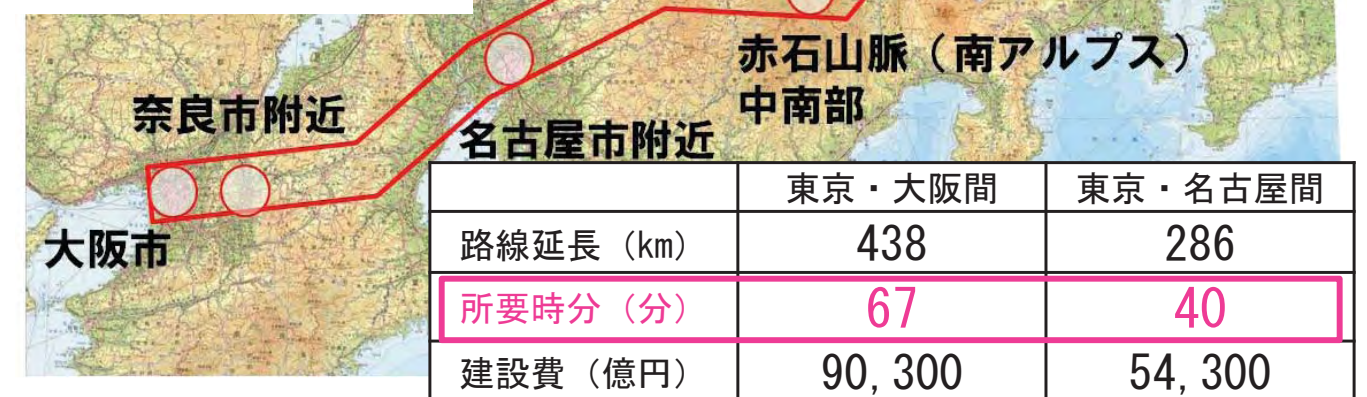 赤石山脈（南アルプス）
中南部
奈良市附近
名古屋市附近
大阪市
東京・大阪間 東京・名古屋間
路線延長（km） 438 286
所要時分（分） 67 40
建設費（億円） 90,300 54,300